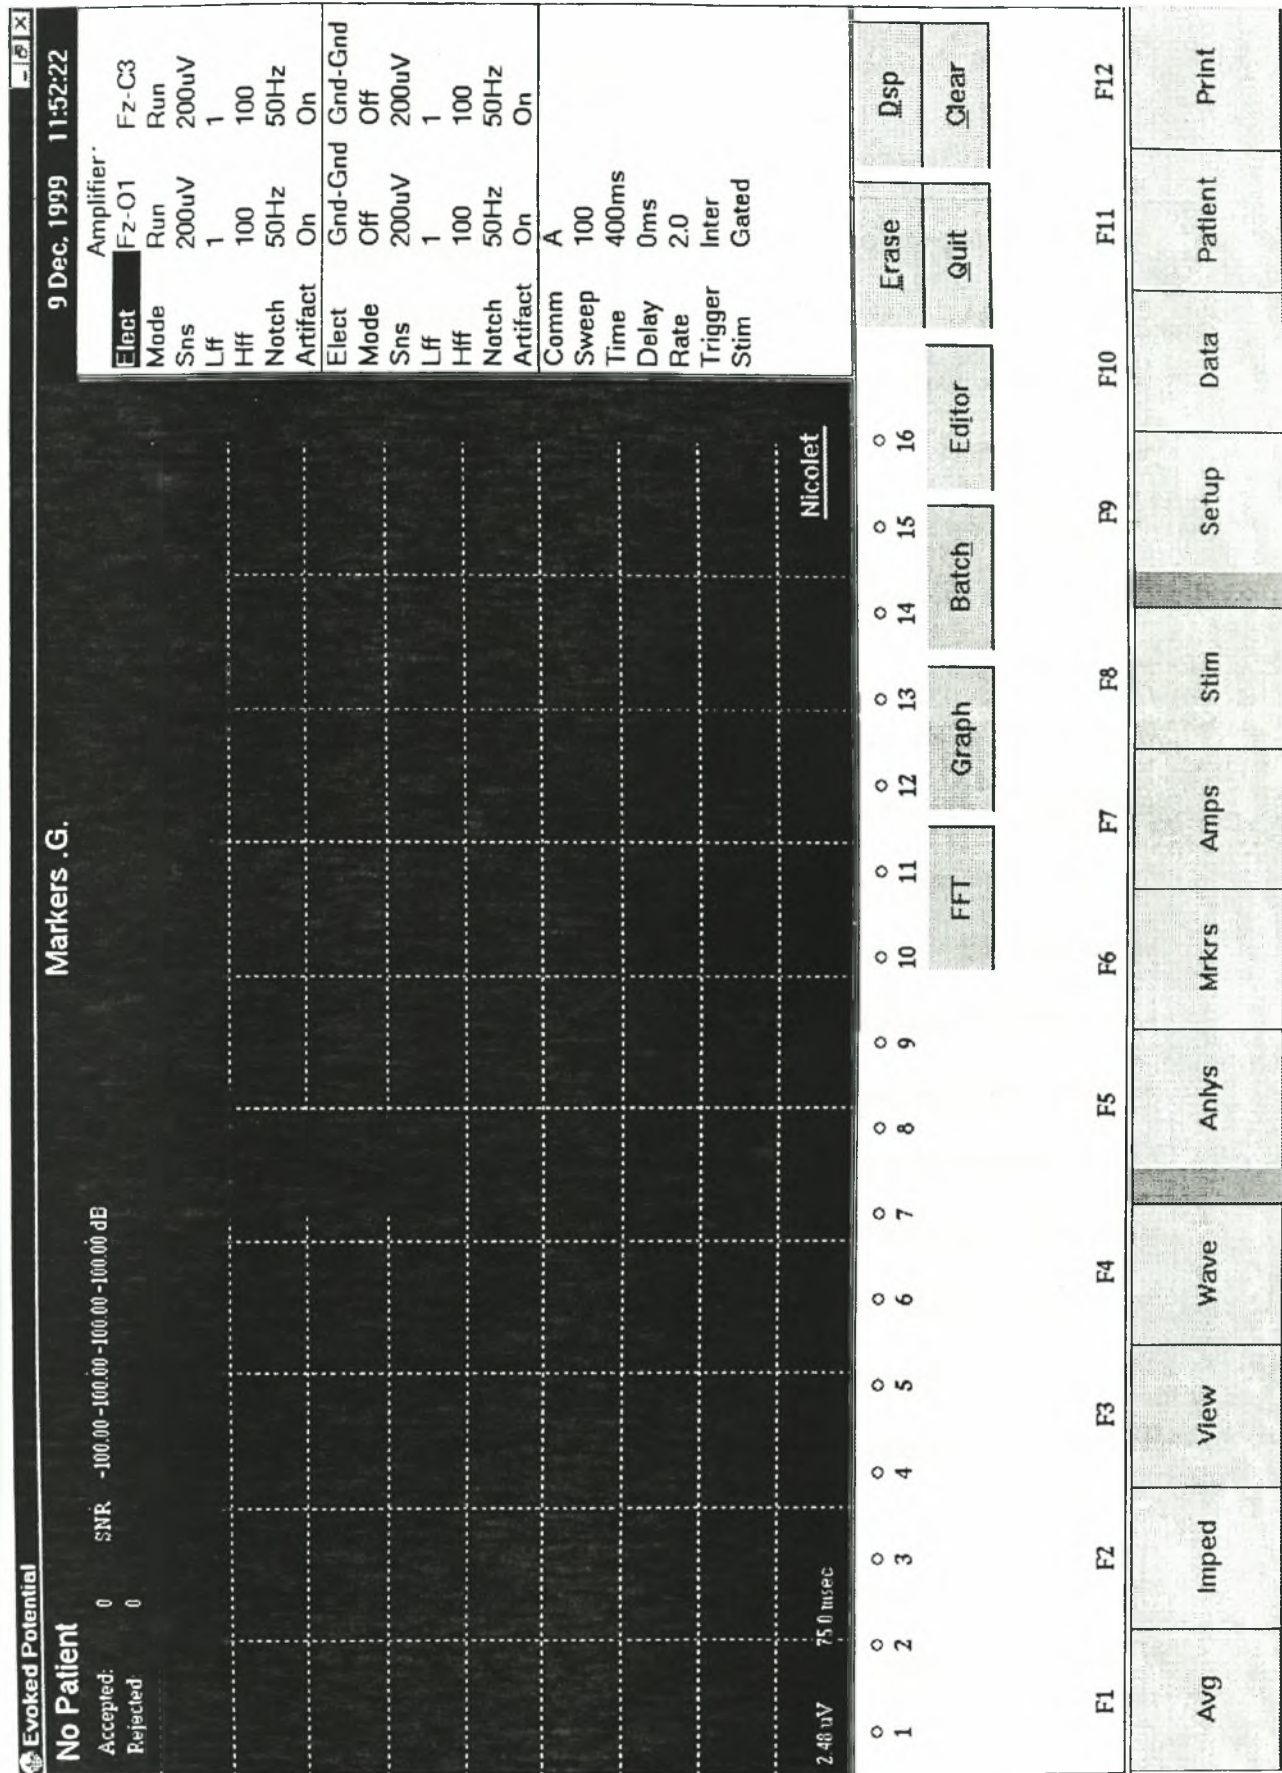 Evoked Potential
No Patient Markers .G. 9 Dec, 1999 11:52:22
Accepted: 0 SNR -100.00 -100.00 -100.00 -100.00 dB
Rejected: 0
Amplifier
Elect Fz-O1 Fz-C3
Mode Run Run
Sns 200uV 200uV
Lff 1 1
Hff 100 100
Notch 50Hz 50Hz
Artifact On On
Elect Gnd-Gnd Gnd-Gnd
Mode Off Off
Sns 200uV 200uV
Lff 1 1
Hff 100 100
Notch 50Hz 50Hz
Artifact On On
Comm A
Sweep 100
Time 400ms
Delay 0ms
Rate 2.0
Trigger Inter
Stim Gated
Nicolet
2.48 uV 75.0 msec
1 2 3 4 5 6 7 8 9 10 11 12 13 14 15 16
Erase Dsp
FFT Graph Batch Editor Quit Clear
F1 F2 F3 F4 F5 F6 F7 F8 F9 F10 F11 F12
Avg Imped View Wave Anlys Mrkrs Amps Stim Setup Data Patient Print